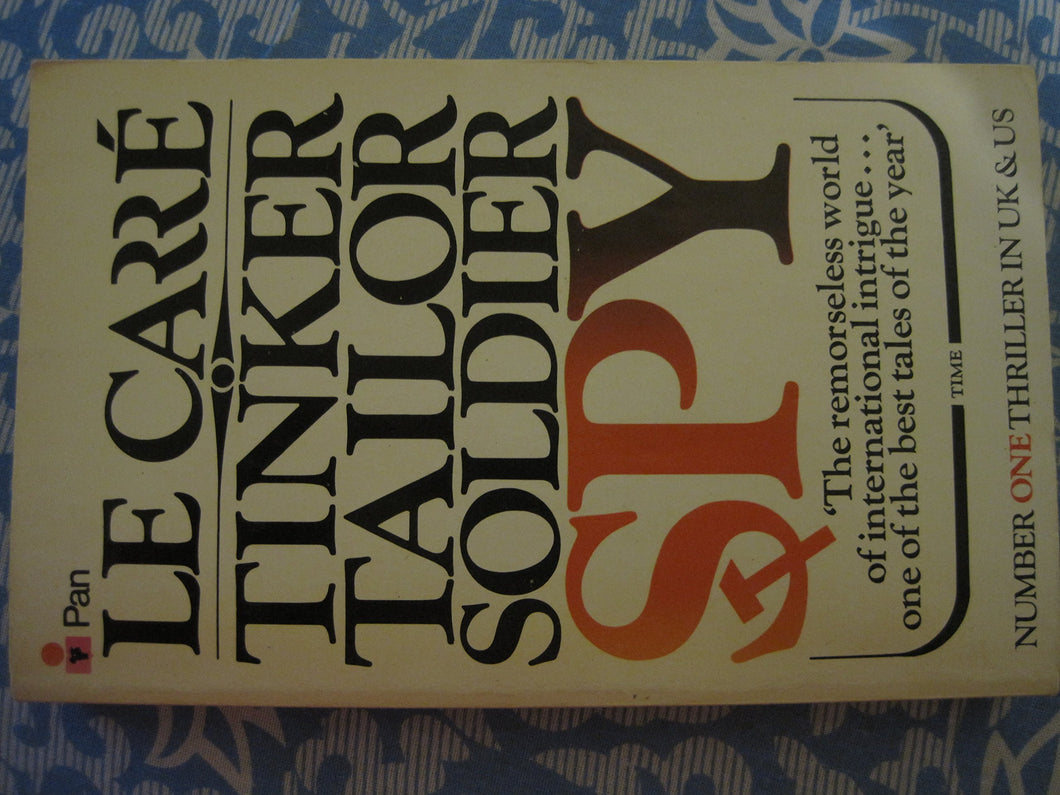 Pan
LE CARRÉ
TINKER
TAILOR
SOLDIER
SPY
‘The remorseless world
of international intrigue...
one of the best tales of the year’
TIME
NUMBER ONE THRILLER IN UK & US